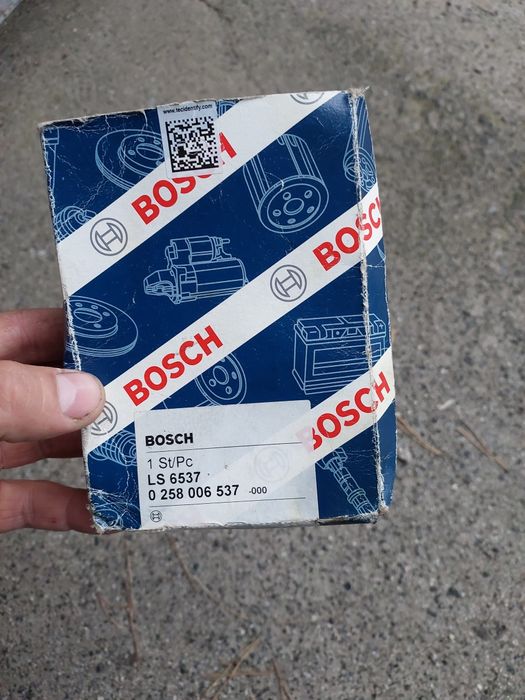 www.tecidentify.com
BOSCH
BOSCH
BOSCH
BOSCH
BOSCH
1 St/Pc
LS 6537
0 258 006 537 -000